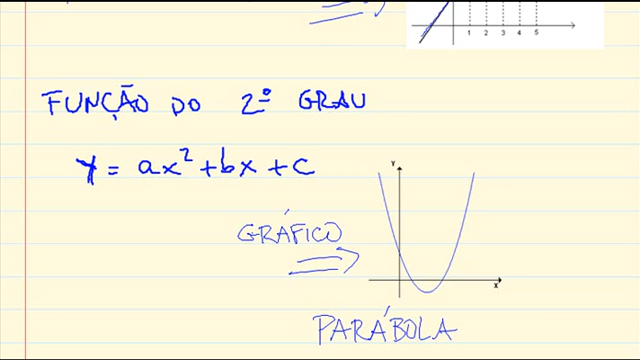 1 2 3 4 5
FUNÇÃO DO 2º GRAU
y = ax² + bx + c
Y
GRÁFICO
X
PARÁBOLA